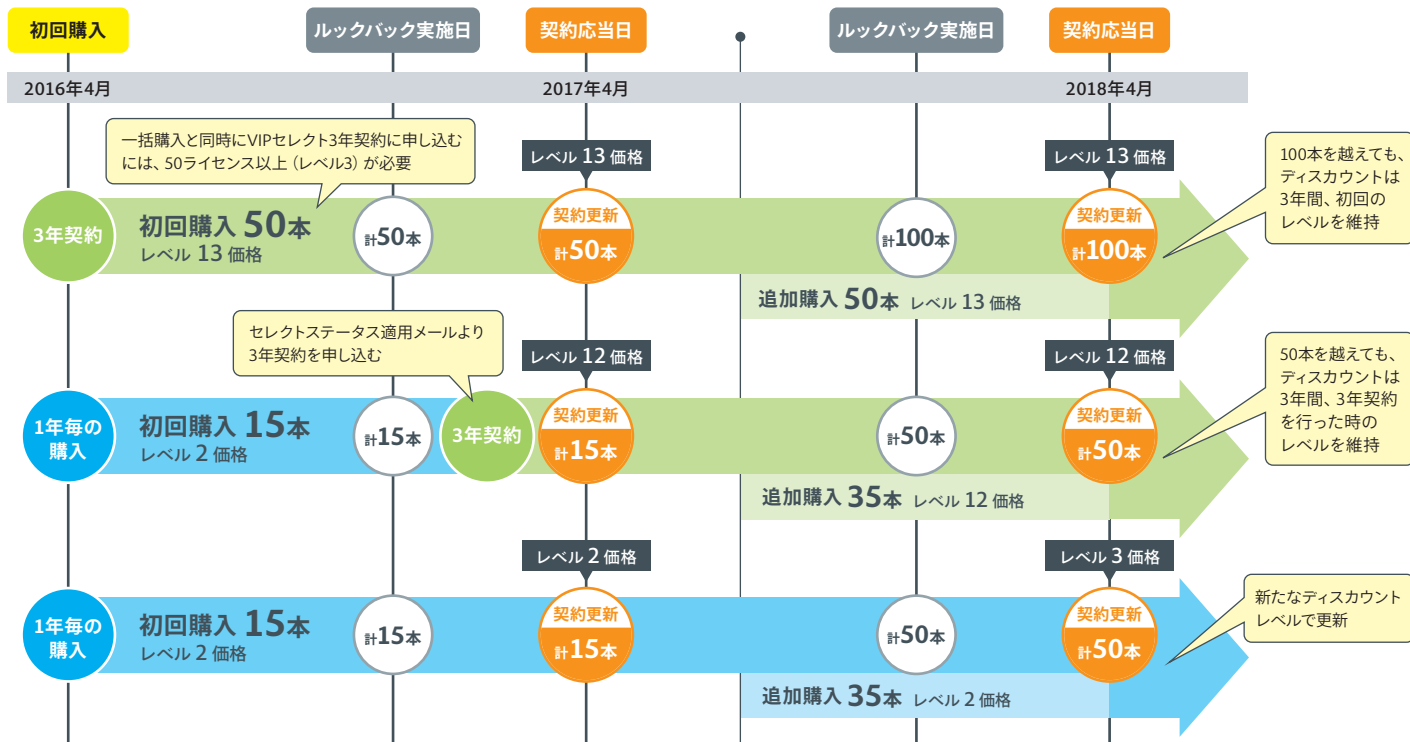 初回購入
ルックバック実施日
契約応当日
ルックバック実施日
契約応当日
2016年4月
2017年4月
2018年4月
一括購入と同時にVIPセレクト3年契約に申し込む
には、50ライセンス以上（レベル3）が必要
レベル 13 価格
レベル 13 価格
100本を越えても、
ディスカウントは
3年間、初回の
レベルを維持
3年契約
初回購入 50本
レベル 13 価格
計50本
契約更新
計50本
計100本
契約更新
計100本
追加購入 50本 レベル 13 価格
セレクトステータス適用メールより
3年契約を申し込む
レベル 12 価格
レベル 12 価格
50本を越えても、
ディスカウントは
3年間、3年契約
を行った時の
レベルを維持
1年毎の
購入
初回購入 15本
レベル 2 価格
計15本
3年契約
契約更新
計15本
計50本
契約更新
計50本
追加購入 35本 レベル 12 価格
レベル 2 価格
レベル 3 価格
新たなディスカウント
レベルで更新
1年毎の
購入
初回購入 15本
レベル 2 価格
計15本
契約更新
計15本
計50本
契約更新
計50本
追加購入 35本 レベル 2 価格